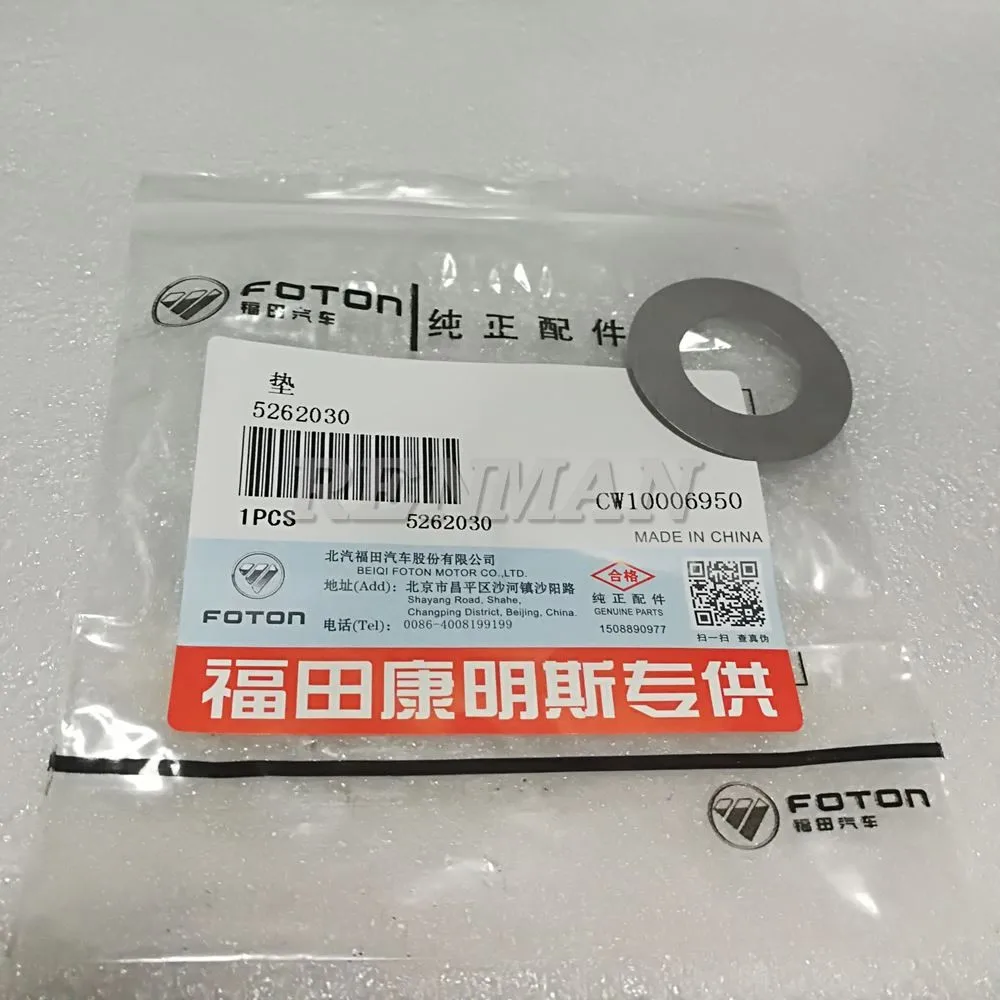 FOTON
福田汽车
纯正配件
垫
5262030
1PCS
5262030
CW10006950
MADE IN CHINA
RENMAN
北汽福田汽车股份有限公司
BEIQI FOTON MOTOR CO.,LTD.
地址(Add): 北京市昌平区沙河镇沙阳路
Shayang Road, Shahe,
Changping District, Beijing, China.
电话(Tel): 0086-4008199199
FOTON
合格
纯正配件
GENUINE PARTS
1508890977
扫一扫 查真伪
福田康明斯专供
FOTON
福田汽车